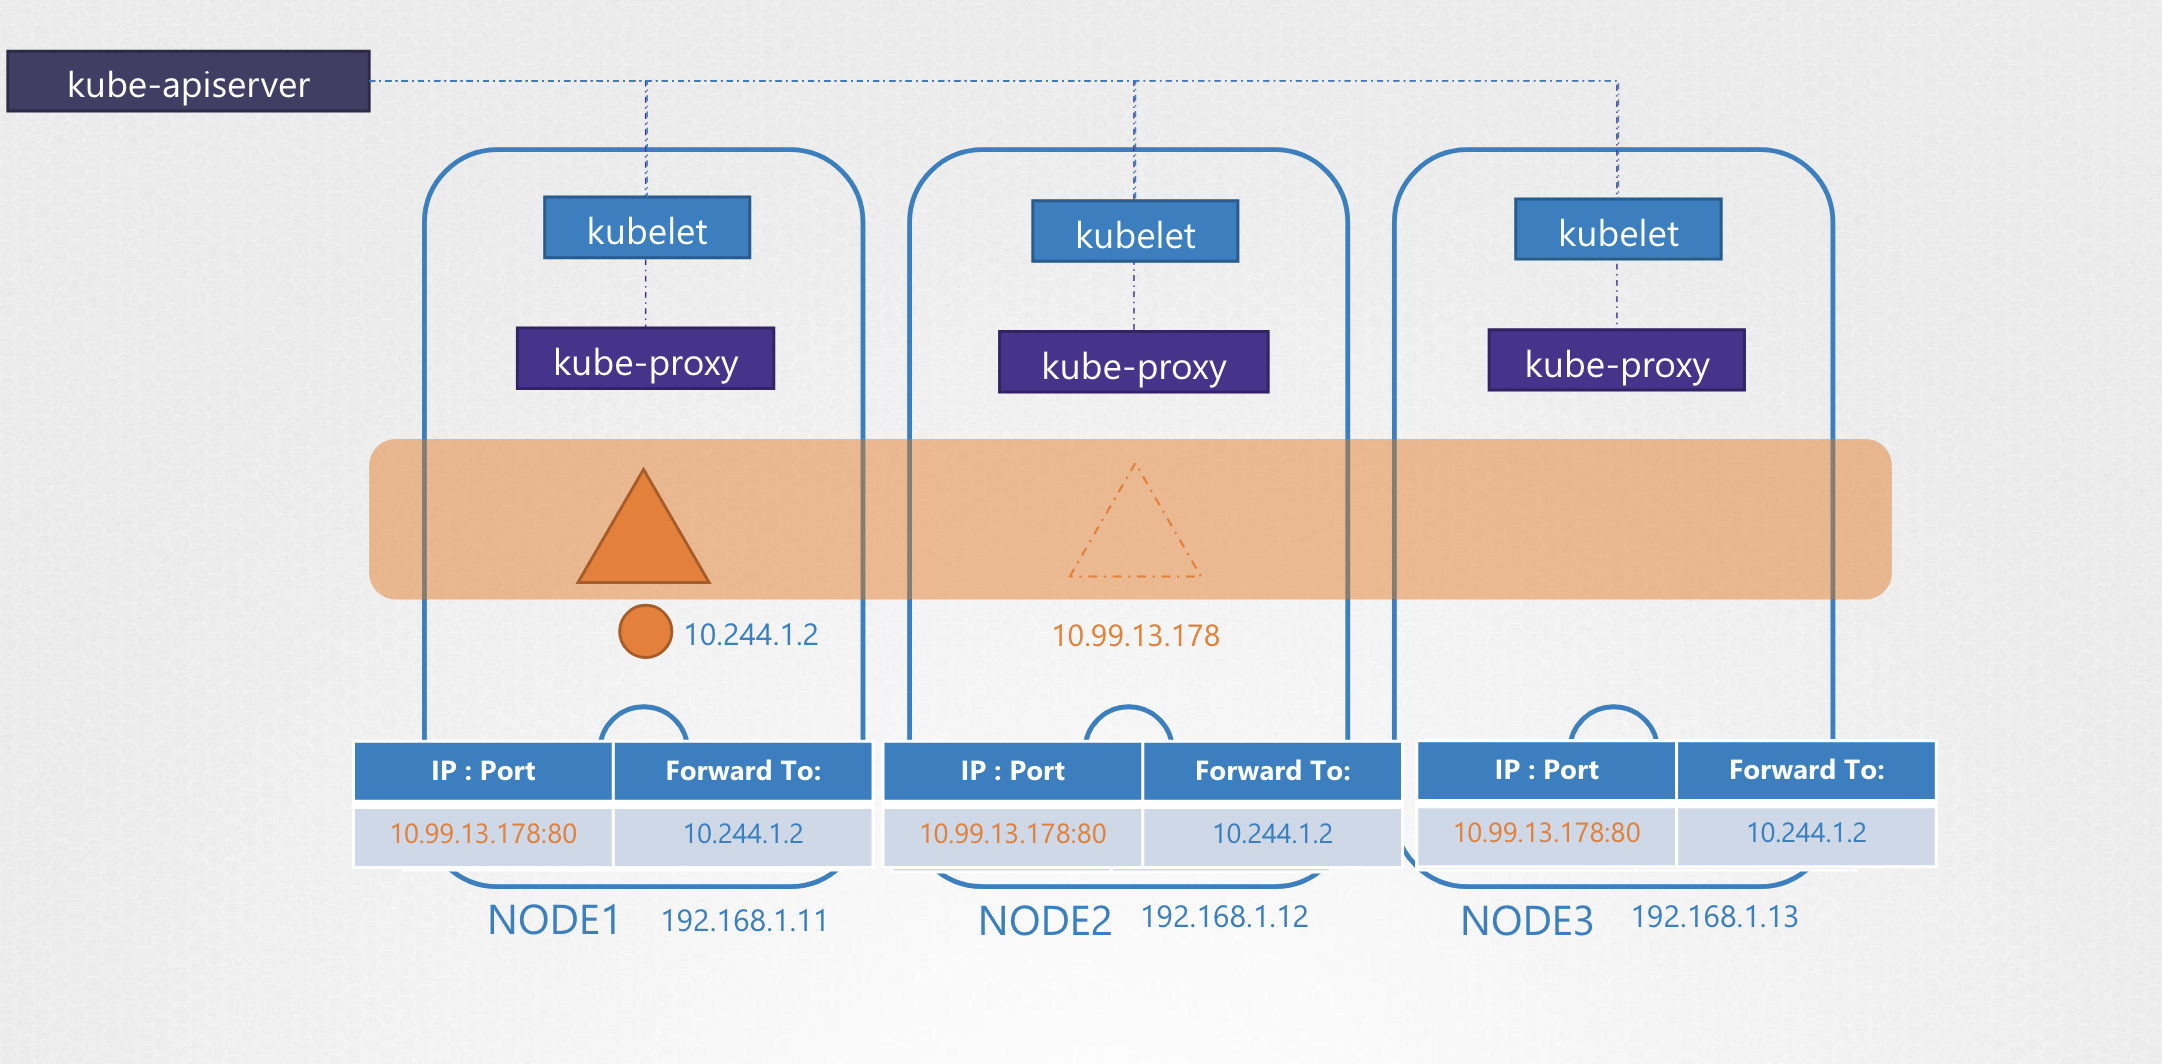 kube-apiserver
kubelet
kubelet
kubelet
kube-proxy
kube-proxy
kube-proxy
10.244.1.2
10.99.13.178
IP : Port Forward To:
10.99.13.178:80 10.244.1.2
IP : Port Forward To:
10.99.13.178:80 10.244.1.2
IP : Port Forward To:
10.99.13.178:80 10.244.1.2
NODE1 192.168.1.11
NODE2 192.168.1.12
NODE3 192.168.1.13